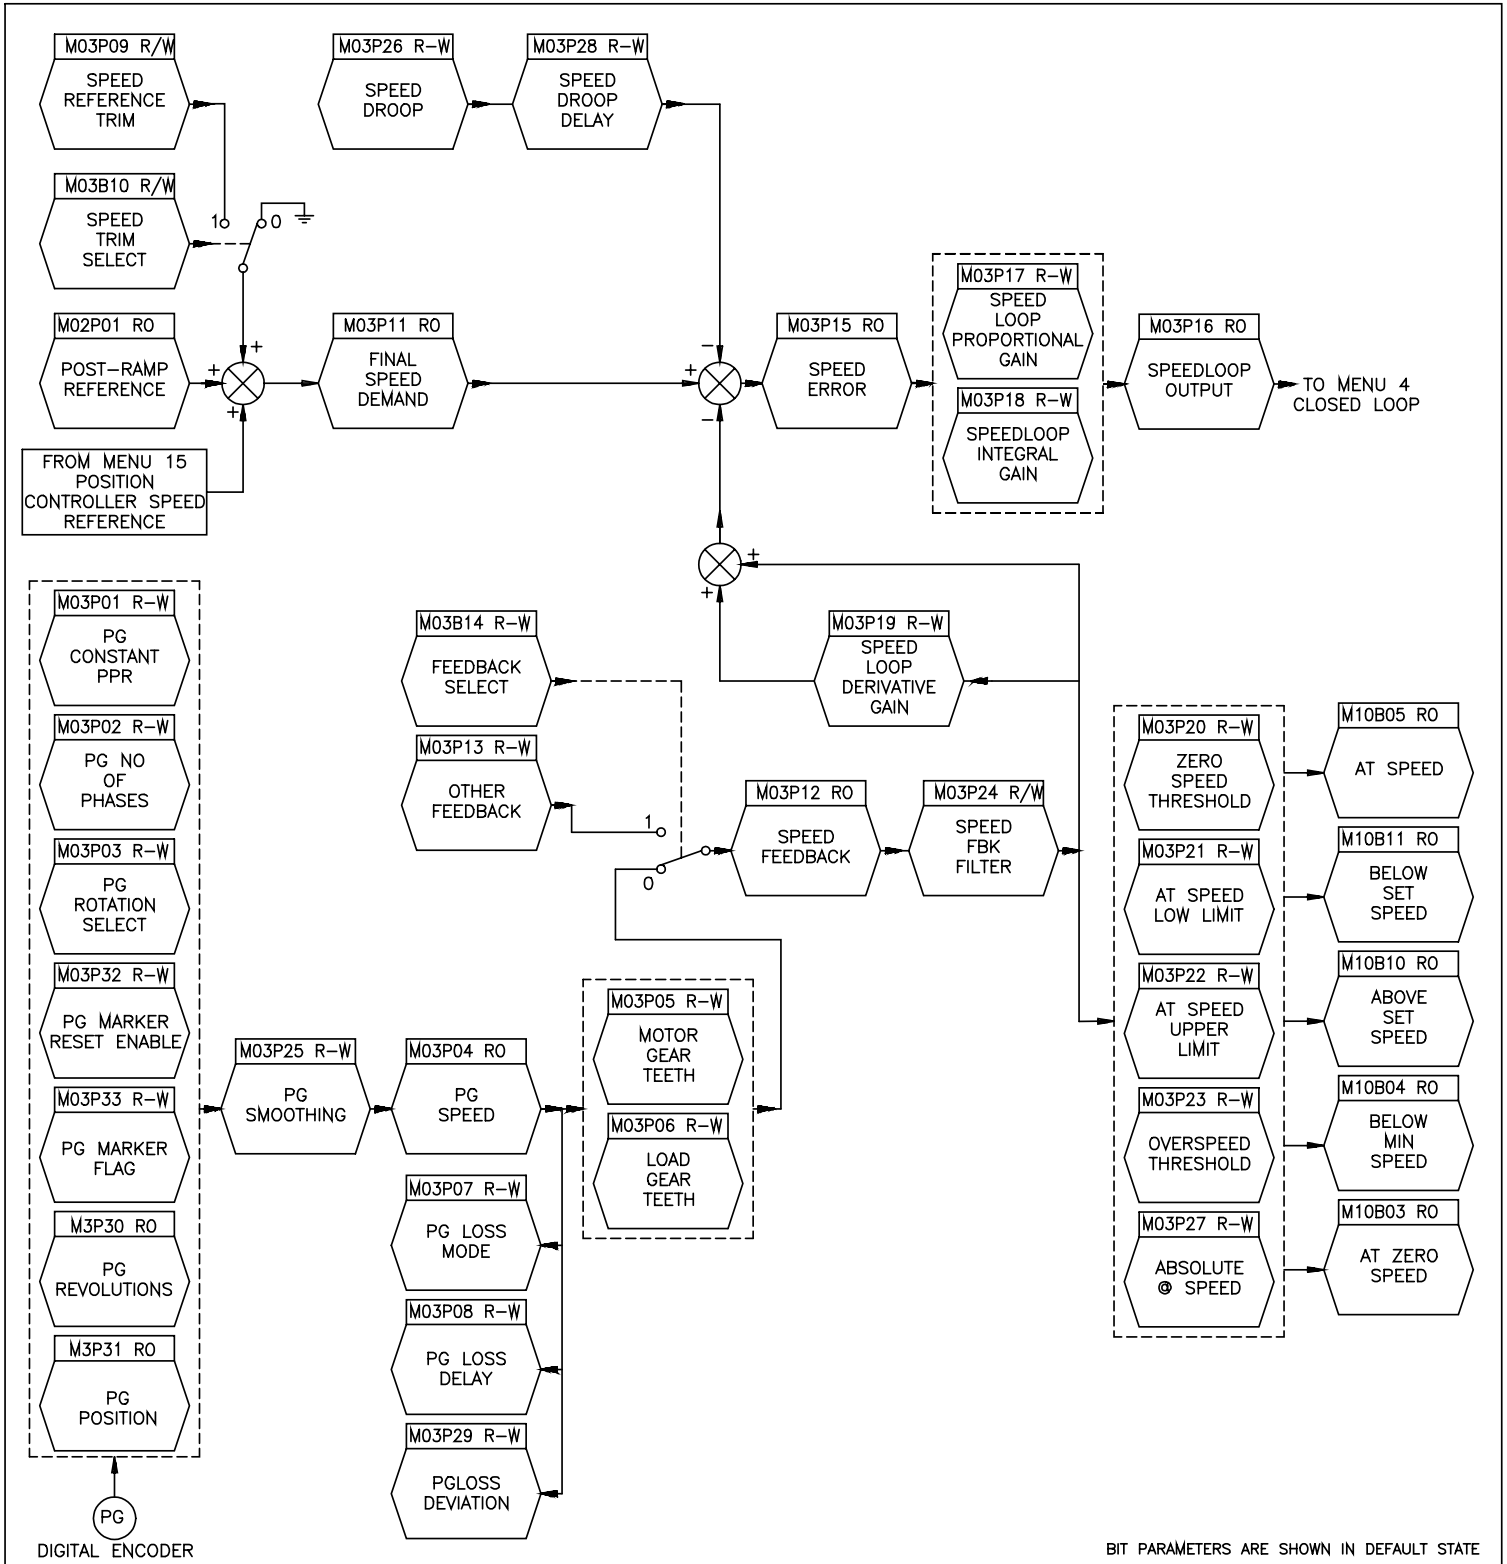 M03P09 R/W
SPEED
REFERENCE
TRIM
M03P26 R-W
SPEED
DROOP
M03P28 R-W
SPEED
DROOP
DELAY
M03B10 R/W
SPEED
TRIM
SELECT
1
0
M02P01 RO
POST-RAMP
REFERENCE
+
+
+
M03P11 RO
FINAL
SPEED
DEMAND
-
+
-
M03P15 RO
SPEED
ERROR
M03P17 R-W
SPEED
LOOP
PROPORTIONAL
GAIN
M03P18 R-W
SPEEDLOOP
INTEGRAL
GAIN
M03P16 RO
SPEEDLOOP
OUTPUT
TO MENU 4
CLOSED LOOP
FROM MENU 15
POSITION
CONTROLLER SPEED
REFERENCE
+
+
M03P01 R-W
PG
CONSTANT
PPR
M03P02 R-W
PG NO
OF
PHASES
M03P03 R-W
PG
ROTATION
SELECT
M03P32 R-W
PG MARKER
RESET ENABLE
M03P33 R-W
PG MARKER
FLAG
M3P30 RO
PG
REVOLUTIONS
M3P31 RO
PG
POSITION
PG
DIGITAL ENCODER
M03P25 R-W
PG
SMOOTHING
M03P04 RO
PG
SPEED
M03P07 R-W
PG LOSS
MODE
M03P08 R-W
PG LOSS
DELAY
M03P29 R-W
PGLOSS
DEVIATION
M03P05 R-W
MOTOR
GEAR
TEETH
M03P06 R-W
LOAD
GEAR
TEETH
M03B14 R-W
FEEDBACK
SELECT
M03P13 R-W
OTHER
FEEDBACK
1
0
M03P12 RO
SPEED
FEEDBACK
M03P24 R/W
SPEED
FBK
FILTER
M03P19 R-W
SPEED
LOOP
DERIVATIVE
GAIN
M03P20 R-W
ZERO
SPEED
THRESHOLD
M03P21 R-W
AT SPEED
LOW LIMIT
M03P22 R-W
AT SPEED
UPPER
LIMIT
M03P23 R-W
OVERSPEED
THRESHOLD
M03P27 R-W
ABSOLUTE
@ SPEED
M10B05 RO
AT SPEED
M10B11 RO
BELOW
SET
SPEED
M10B10 RO
ABOVE
SET
SPEED
M10B04 RO
BELOW
MIN
SPEED
M10B03 RO
AT ZERO
SPEED
BIT PARAMETERS ARE SHOWN IN DEFAULT STATE